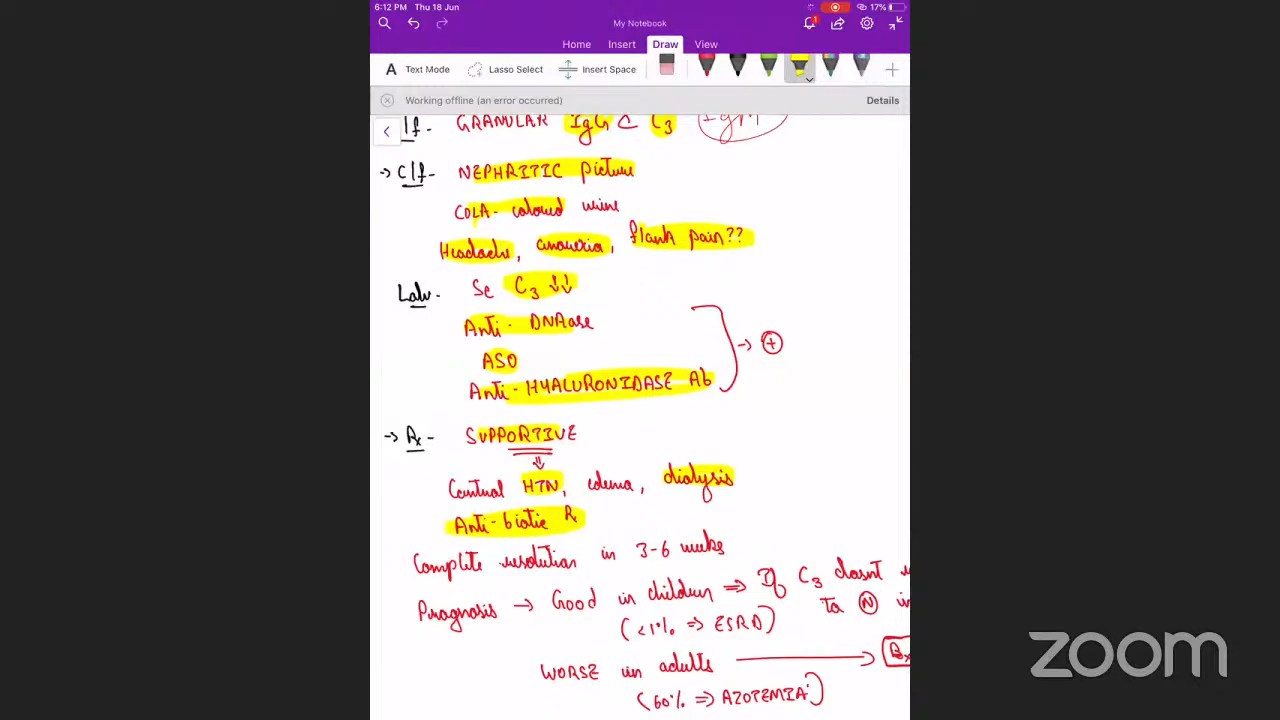 6:12 PM Thu 18 Jun 17%
My Notebook
Home Insert Draw View
A Text Mode Lasso Select Insert Space
Working offline (an error occurred) Details
If - GRANULAR IgG C C3 IgM
→ C/f - NEPHRITIC picture
COLA-coloured urine
Headache, anorexia, flank pain??
Lab - Se C3 ↓↓
Anti-DNAase
ASO → +
Anti-HYALURONIDASE Ab
→ Rx - SUPPORTIVE
Control HTN, edema, dialysis
Anti-biotic Rx
Complete resolution in 3-6 weeks
Prognosis → Good in children ⇒ If C3 doesnt
to N in
(<1% ⇒ ESRD)
WORSE in adults →
(60% ⇒ AZOTEMIA)
zoom